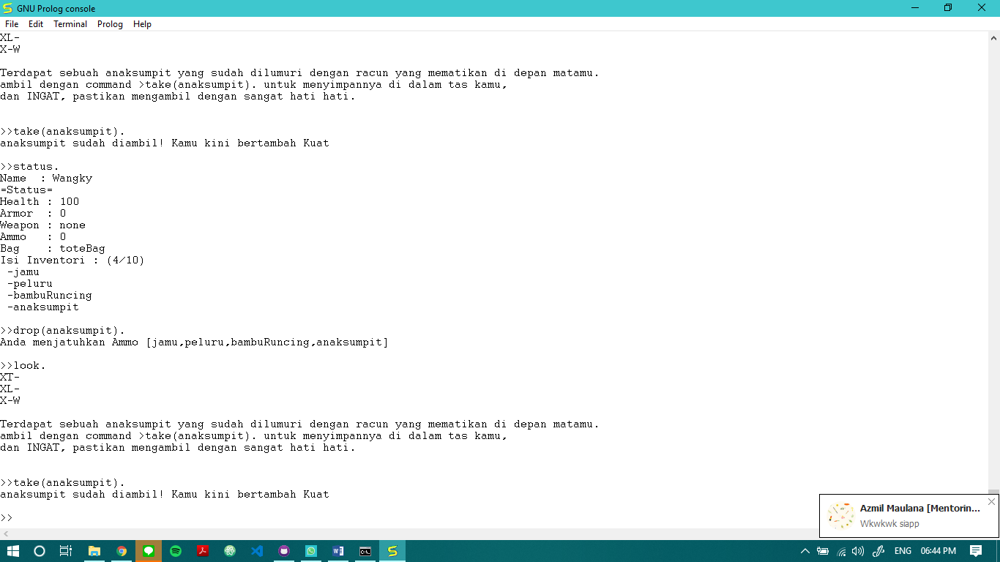 GNU Prolog console
File Edit Terminal Prolog Help
XL-
X-W
Terdapat sebuah anaksumpit yang sudah dilumuri dengan racun yang mematikan di depan matamu.
ambil dengan command >take(anaksumpit). untuk menyimpannya di dalam tas kamu,
dan INGAT, pastikan mengambil dengan sangat hati hati.
>>take(anaksumpit).
anaksumpit sudah diambil! Kamu kini bertambah Kuat
>>status.
Name  : Wangky
=Status=
Health : 100
Armor  : 0
Weapon : none
Ammo   : 0
Bag    : toteBag
Isi Inventori : (4/10)
-jamu
-peluru
-bambuRuncing
-anaksumpit
>>drop(anaksumpit).
Anda menjatuhkan Ammo [jamu,peluru,bambuRuncing,anaksumpit]
>>look.
XT-
XL-
X-W
Terdapat sebuah anaksumpit yang sudah dilumuri dengan racun yang mematikan di depan matamu.
ambil dengan command >take(anaksumpit). untuk menyimpannya di dalam tas kamu,
dan INGAT, pastikan mengambil dengan sangat hati hati.
>>take(anaksumpit).
anaksumpit sudah diambil! Kamu kini bertambah Kuat
>>
Azmil Maulana [Mentorin...
Wkwkwk siapp
ENG 06:44 PM